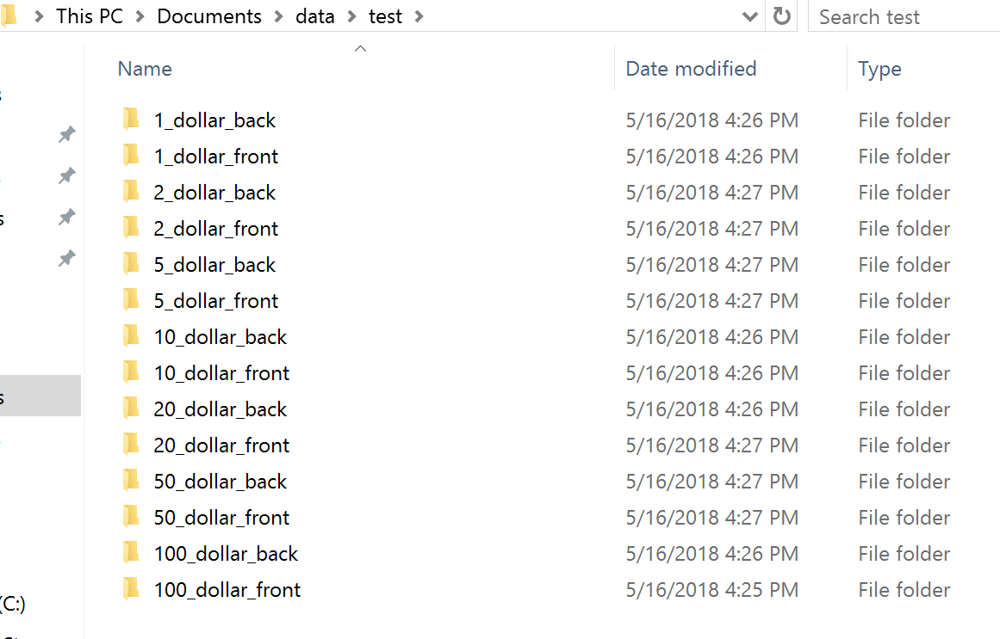 This PC > Documents > data > test >
Search test
Name Date modified Type
1_dollar_back 5/16/2018 4:26 PM File folder
1_dollar_front 5/16/2018 4:26 PM File folder
2_dollar_back 5/16/2018 4:27 PM File folder
2_dollar_front 5/16/2018 4:27 PM File folder
5_dollar_back 5/16/2018 4:27 PM File folder
5_dollar_front 5/16/2018 4:27 PM File folder
10_dollar_back 5/16/2018 4:26 PM File folder
10_dollar_front 5/16/2018 4:26 PM File folder
20_dollar_back 5/16/2018 4:26 PM File folder
20_dollar_front 5/16/2018 4:27 PM File folder
50_dollar_back 5/16/2018 4:27 PM File folder
50_dollar_front 5/16/2018 4:27 PM File folder
100_dollar_back 5/16/2018 4:26 PM File folder
100_dollar_front 5/16/2018 4:25 PM File folder
(C:)